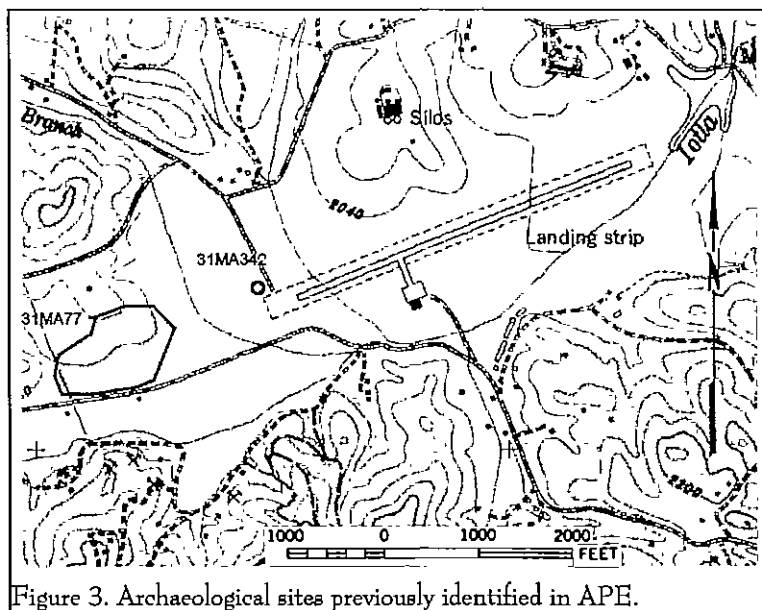 Branch
Silos
Iotla
2040
Landing strip
31MA342
N
31MA77
2200
1000 0 1000 2000
FEET
Figure 3. Archaeological sites previously identified in APE.